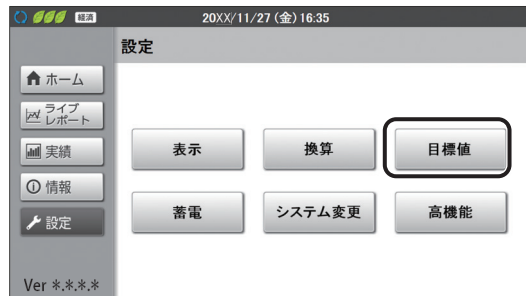 経済 20XX/11/27 (金) 16:35
設定
ホーム
ライブ
レポート
実績
情報
設定
表示 換算 目標値
蓄電 システム変更 高機能
Ver *.*.*.*